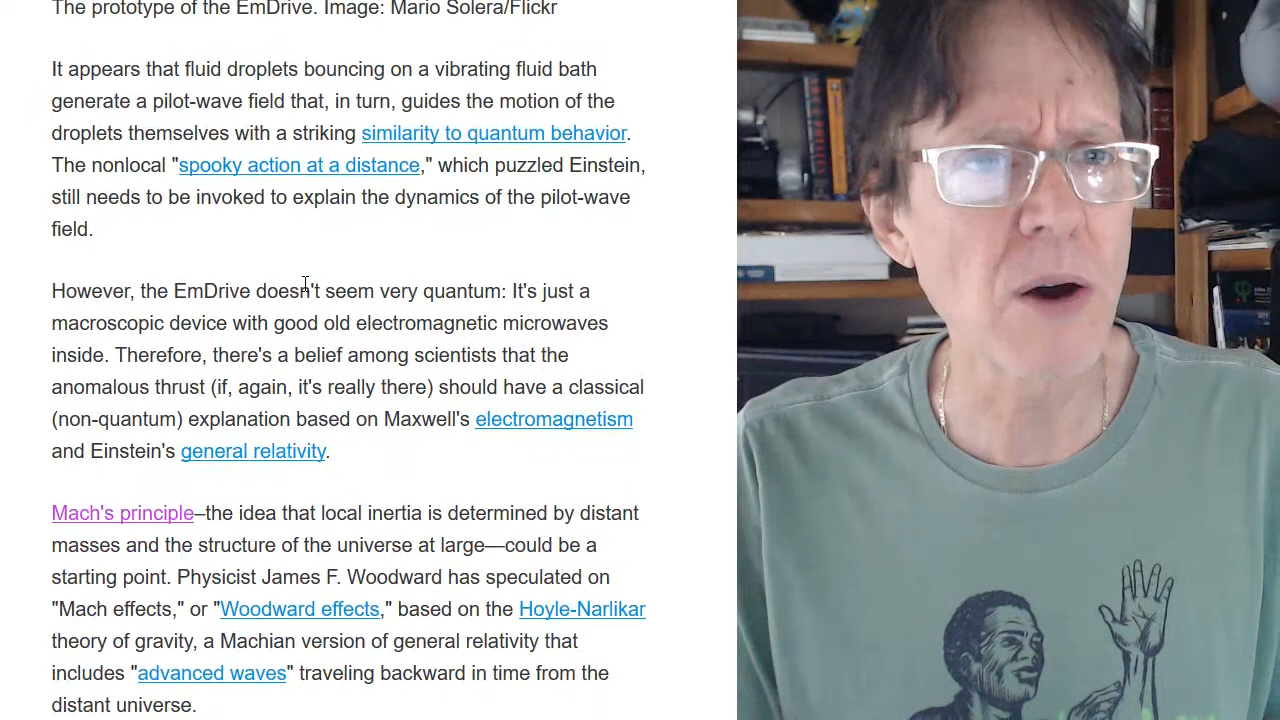 The prototype of the EmDrive. Image: Mario Solera/Flickr
It appears that fluid droplets bouncing on a vibrating fluid bath
generate a pilot-wave field that, in turn, guides the motion of the
droplets themselves with a striking similarity to quantum behavior.
The nonlocal "spooky action at a distance," which puzzled Einstein,
still needs to be invoked to explain the dynamics of the pilot-wave
field.
However, the EmDrive doesn't seem very quantum: It's just a
macroscopic device with good old electromagnetic microwaves
inside. Therefore, there's a belief among scientists that the
anomalous thrust (if, again, it's really there) should have a classical
(non-quantum) explanation based on Maxwell's electromagnetism
and Einstein's general relativity.
Mach's principle–the idea that local inertia is determined by distant
masses and the structure of the universe at large—could be a
starting point. Physicist James F. Woodward has speculated on
"Mach effects," or "Woodward effects," based on the Hoyle-Narlikar
theory of gravity, a Machian version of general relativity that
includes "advanced waves" traveling backward in time from the
distant universe.